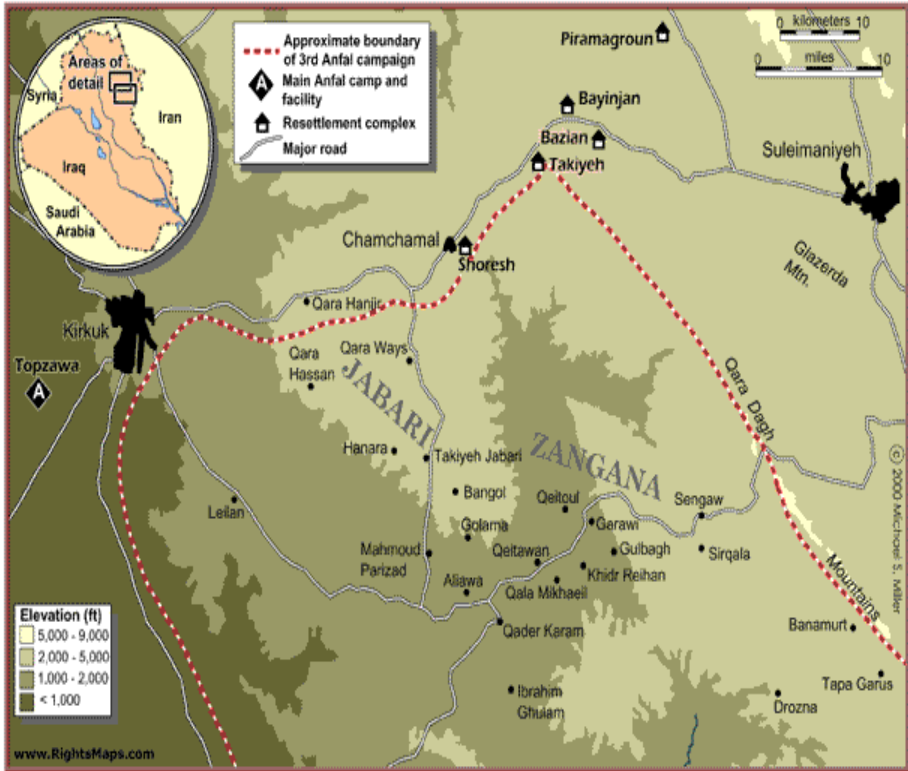 Areas of
detail
Syria
Iran
Iraq
Saudi
Arabia
Approximate boundary
of 3rd Anfal campaign
A
Main Anfal camp and
facility
Resettlement complex
Major road
0 kilometers 10
0 miles 10
Piramagroun
Bayinjan
Bazian
Takiyeh
Suleimaniyeh
Chamchamal
Shoresh
Glazerda
Mtn.
Qara Hanjir
Kirkuk
Qara
Hassan
Qara Ways
Topzawa
A
JABARI
Qara Dagh
Mountains
ZANGANA
Hanara
Takiyeh Jabari
Bangol
Qeitoul
Sengaw
Leilan
Golama
Garawi
Mahmoud
Parizad
Qeitawan
Gulbagh
Sirqala
Aliawa
Khidr Reihan
Qala Mikhaeil
Qader Karam
Banamurt
Ibrahim
Ghulam
Tapa Garus
Drozna
Elevation (ft)
5,000 - 9,000
2,000 - 5,000
1,000 - 2,000
< 1,000
www.RightsMaps.com
© 2000 Michael S. Miller